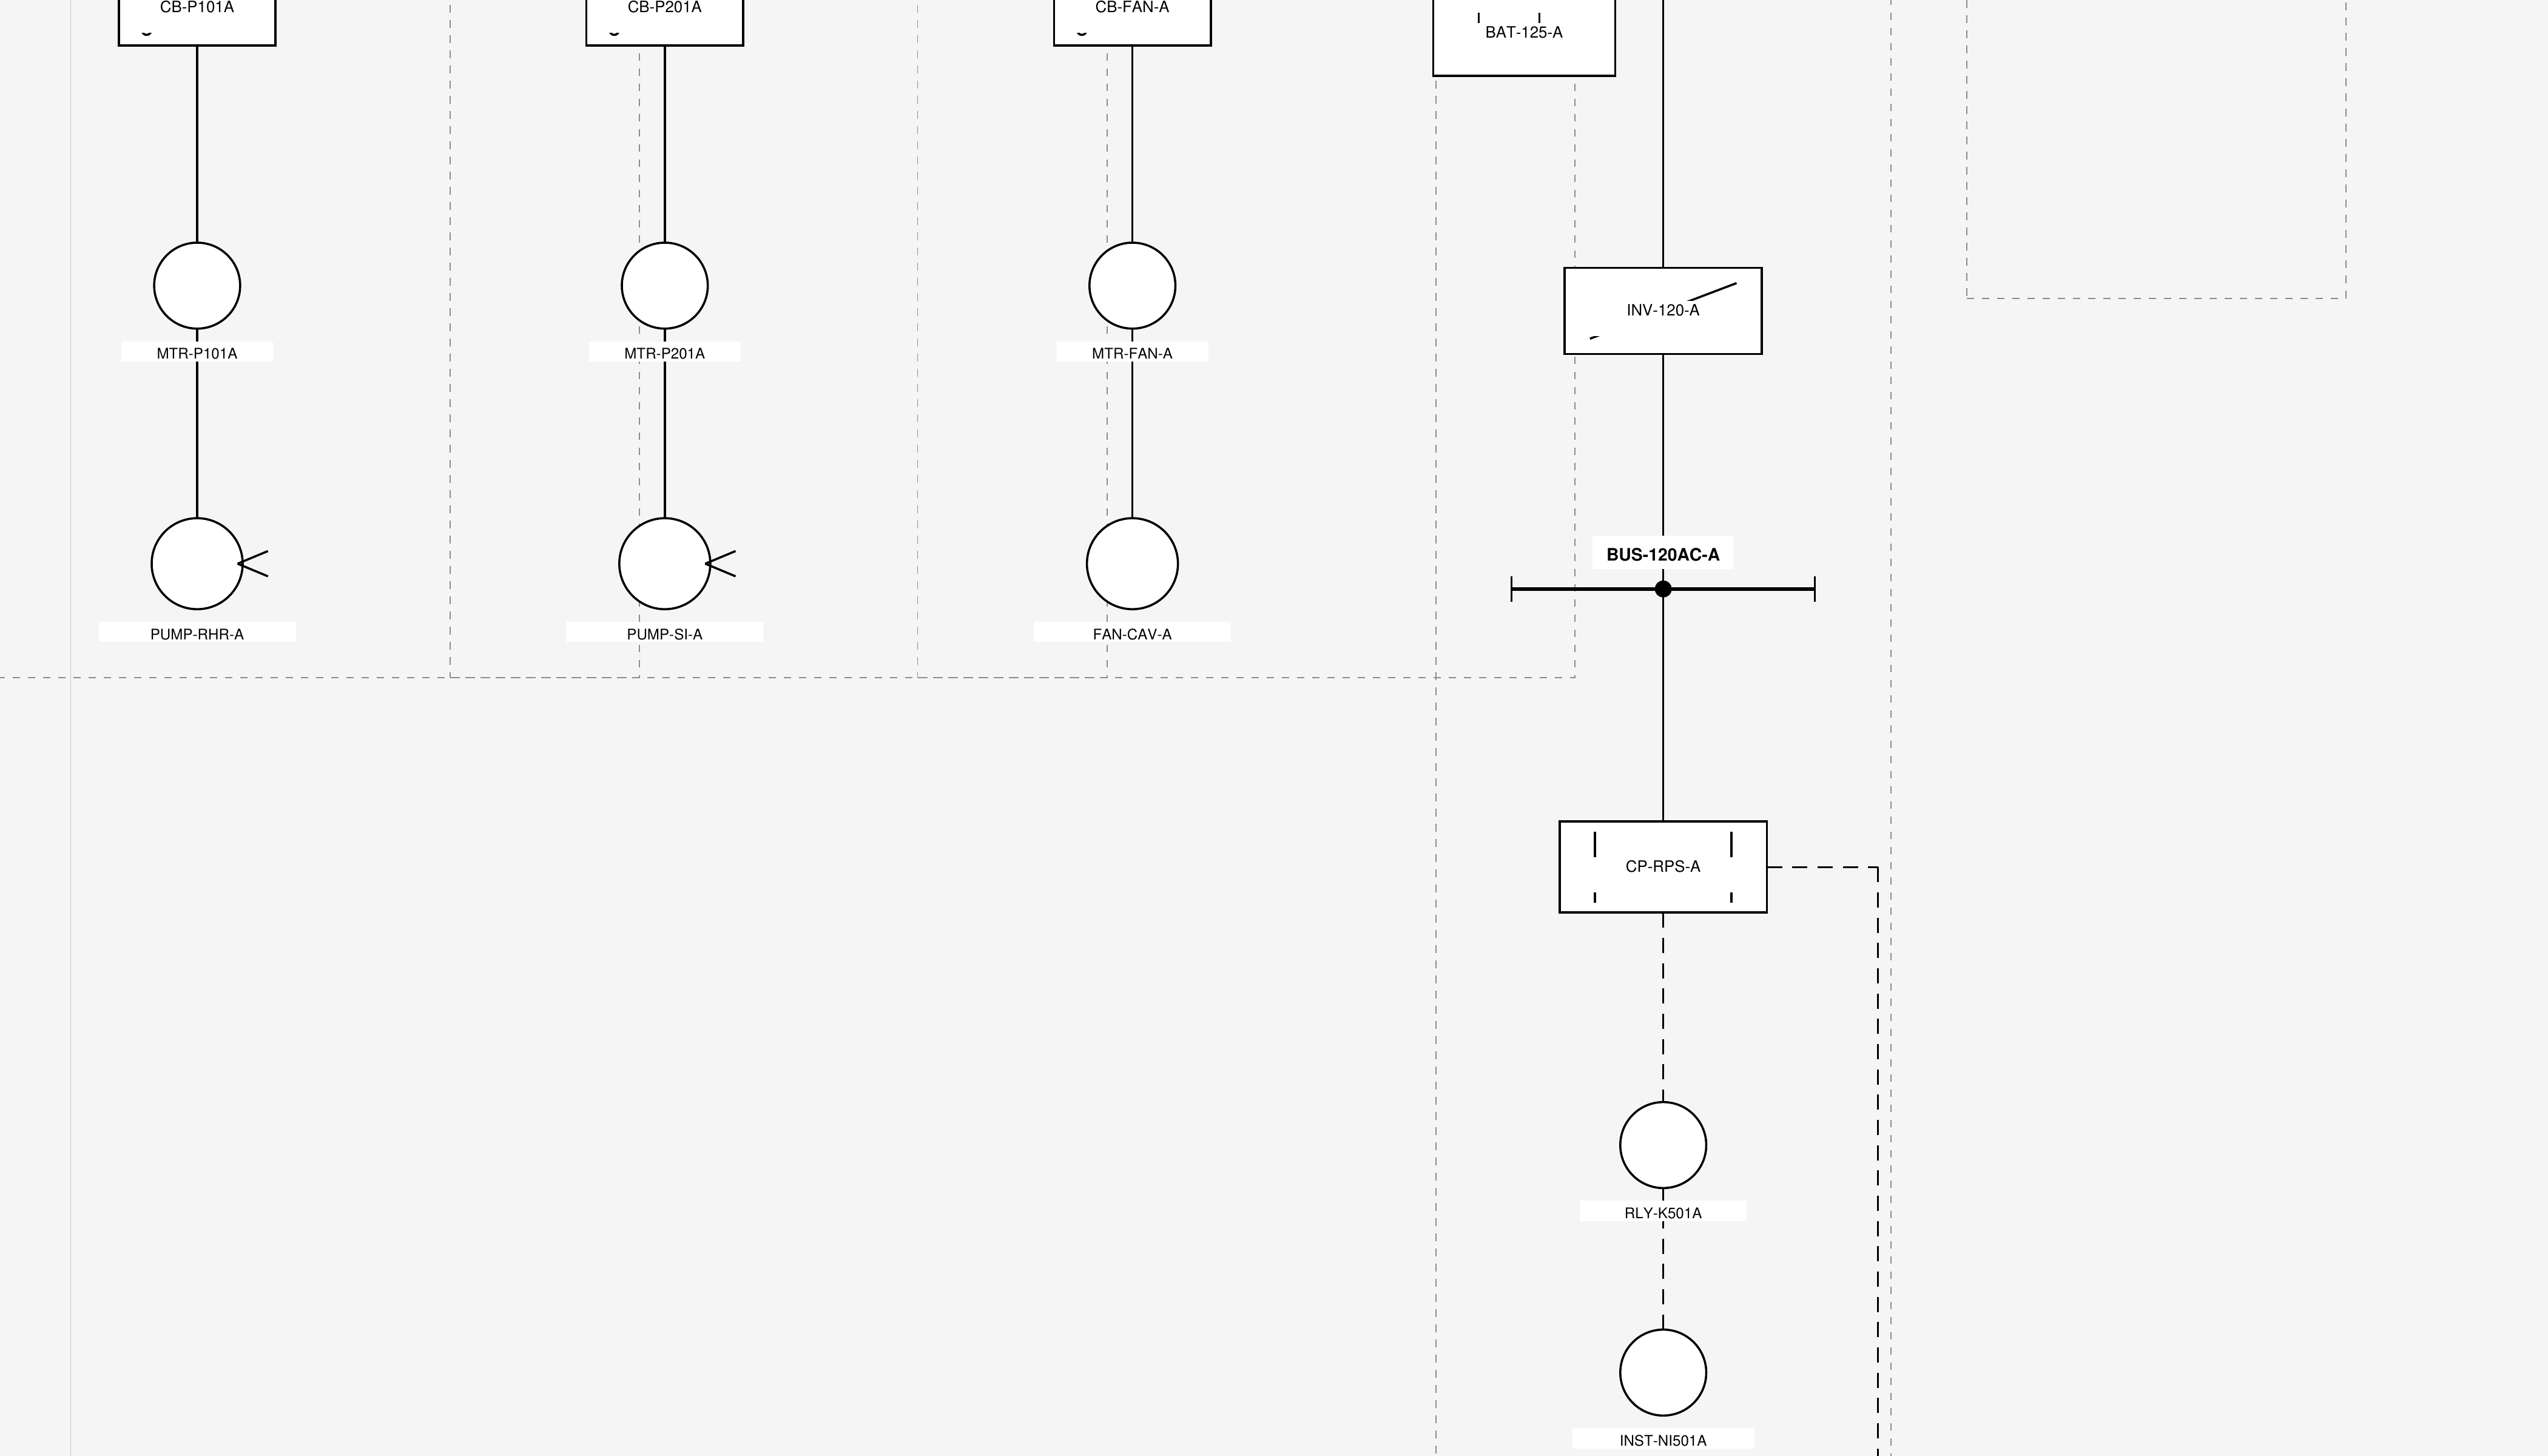 CB-P101A
CB-P201A
CB-FAN-A
BAT-125-A
INV-120-A
MTR-P101A
MTR-P201A
MTR-FAN-A
BUS-120AC-A
PUMP-RHR-A
PUMP-SI-A
FAN-CAV-A
CP-RPS-A
RLY-K501A
INST-NI501A